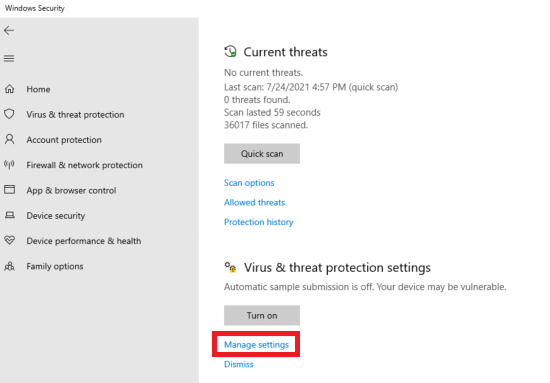 Windows Security
Home
Virus & threat protection
Account protection
Firewall & network protection
App & browser control
Device security
Device performance & health
Family options
Current threats
No current threats.
Last scan: 7/24/2021 4:57 PM (quick scan)
0 threats found.
Scan lasted 59 seconds
36017 files scanned.
Quick scan
Scan options
Allowed threats
Protection history
Virus & threat protection settings
Automatic sample submission is off. Your device may be vulnerable.
Turn on
Manage settings
Dismiss